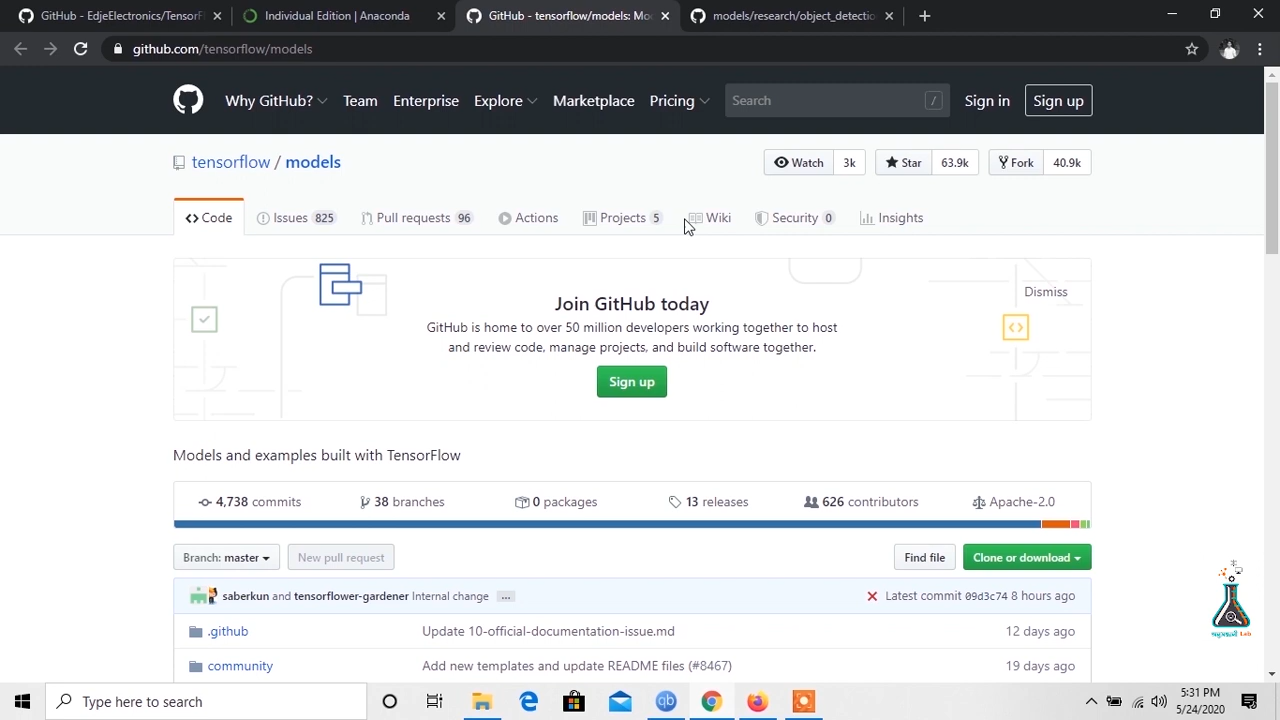 GitHub - EdjeElectronics/TensorF
Individual Edition | Anaconda
GitHub - tensorflow/models: Mo
models/research/object_detectio
github.com/tensorflow/models
Why GitHub?
Team
Enterprise
Explore
Marketplace
Pricing
Search
/
Sign in
Sign up
tensorflow / models
Watch 3k
Star 63.9k
Fork 40.9k
Code
Issues 825
Pull requests 96
Actions
Projects 5
Wiki
Security 0
Insights
Join GitHub today
Dismiss
GitHub is home to over 50 million developers working together to host
and review code, manage projects, and build software together.
Sign up
Models and examples built with TensorFlow
4,738 commits
38 branches
0 packages
13 releases
626 contributors
Apache-2.0
Branch: master
New pull request
Find file
Clone or download
saberkun and tensorflower-gardener Internal change ...
Latest commit 09d3c74 8 hours ago
.github
Update 10-official-documentation-issue.md
12 days ago
community
Add new templates and update README files (#8467)
19 days ago
Type here to search
qb
5:31 PM
5/24/2020